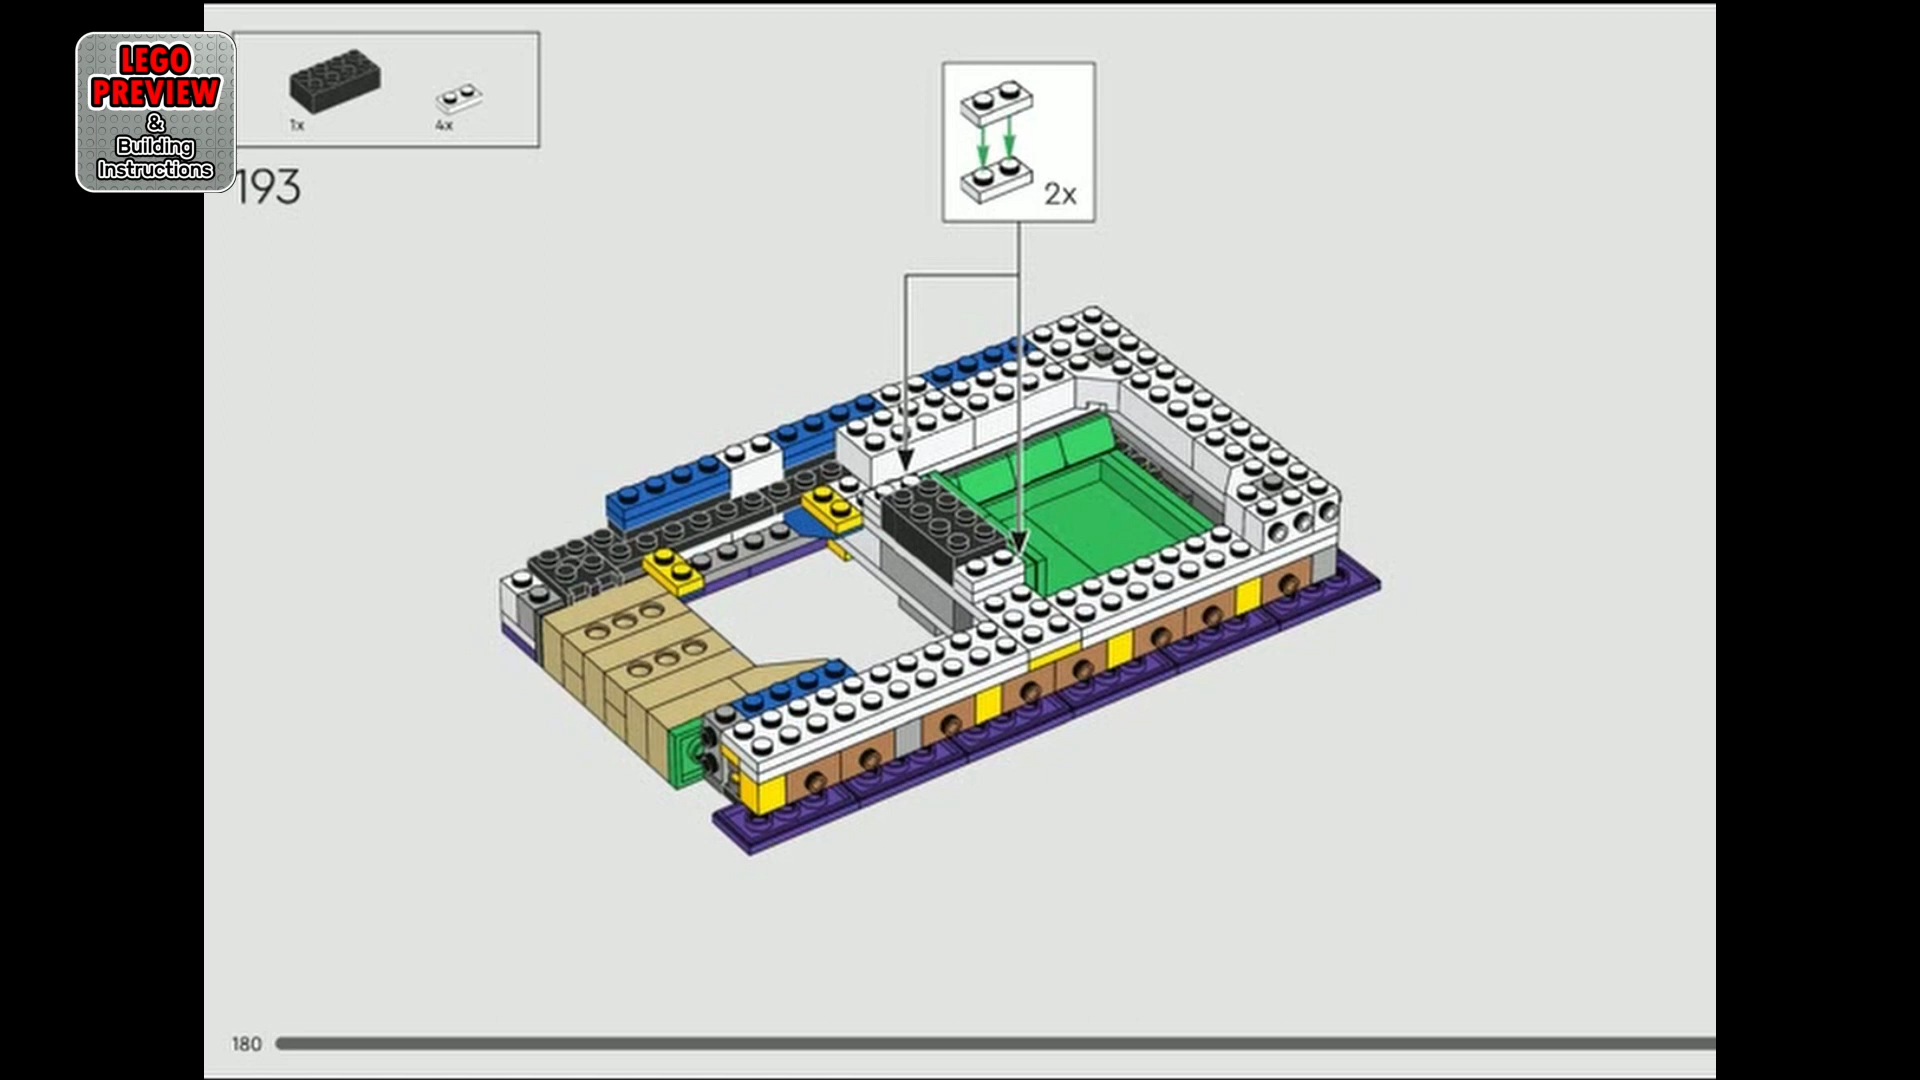 LEGO
PREVIEW
&
Building
Instructions
1x
4x
193
2x
180